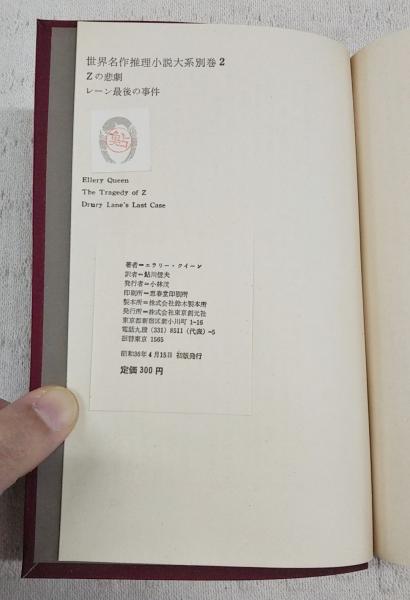 世界名作推理小説大系別巻2
Zの悲劇
レーン最後の事件
Ellery Queen
The Tragedy of Z
Drury Lane's Last Case
著者=エラリー・クイーン
訳者=鮎川信夫
発行者=小林茂
印刷所=思春堂印刷所
製本所=株式会社鈴木製本所
発行所=株式会社東京創元社
東京都新宿区新小川町 1-16
電話九段 (331) 8511 (代表)-5
振替東京 1565
昭和36年4月15日 初版発行
定価 300 円